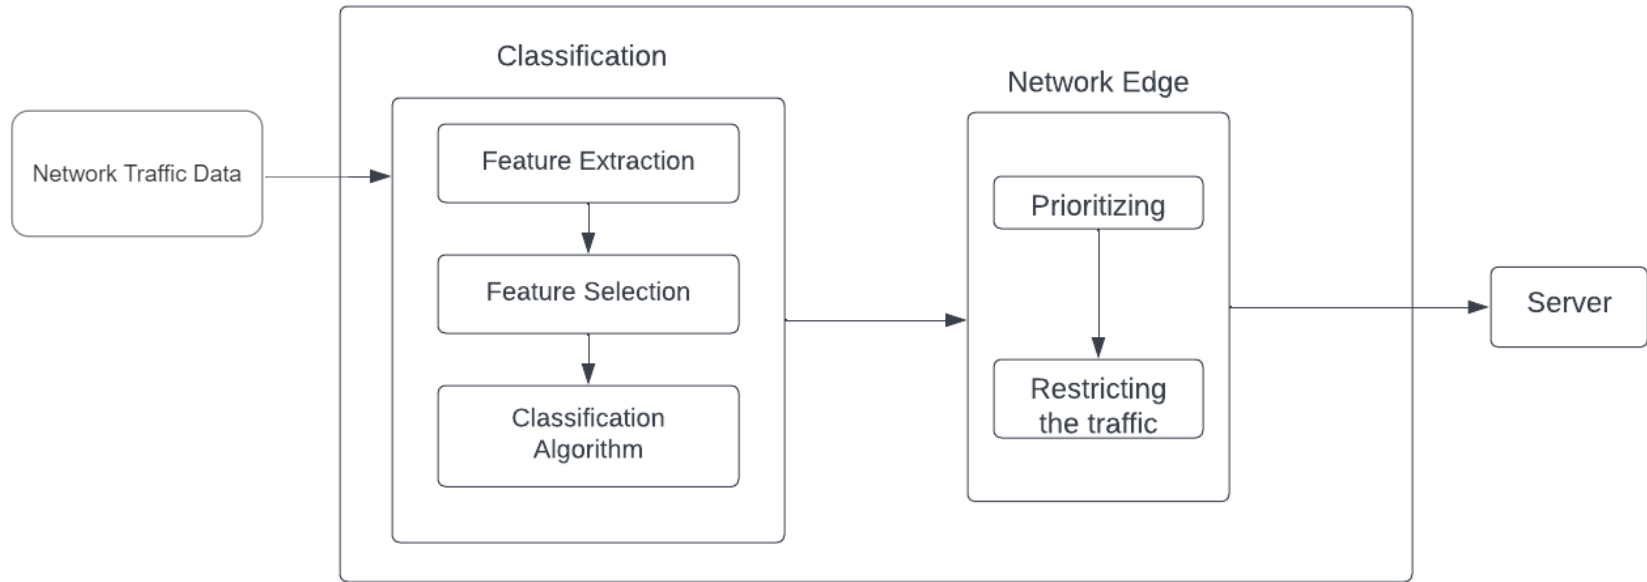 Classification
Network Edge
Network Traffic Data
Feature Extraction
Feature Selection
Classification
Algorithm
Prioritizing
Restricting
the traffic
Server